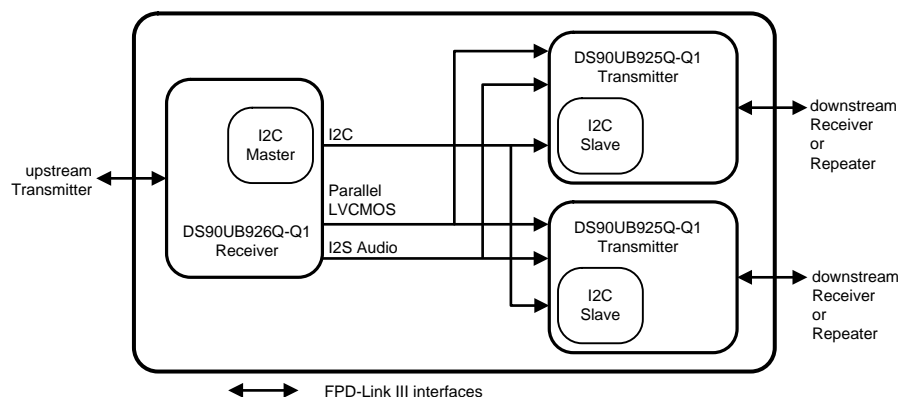 upstream
Transmitter
I2C
Master
DS90UB926Q-Q1
Receiver
I2C
Parallel
LVCMOS
I2S Audio
DS90UB925Q-Q1
Transmitter
I2C
Slave
downstream
Receiver
or
Repeater
DS90UB925Q-Q1
Transmitter
I2C
Slave
downstream
Receiver
or
Repeater
FPD-Link III interfaces